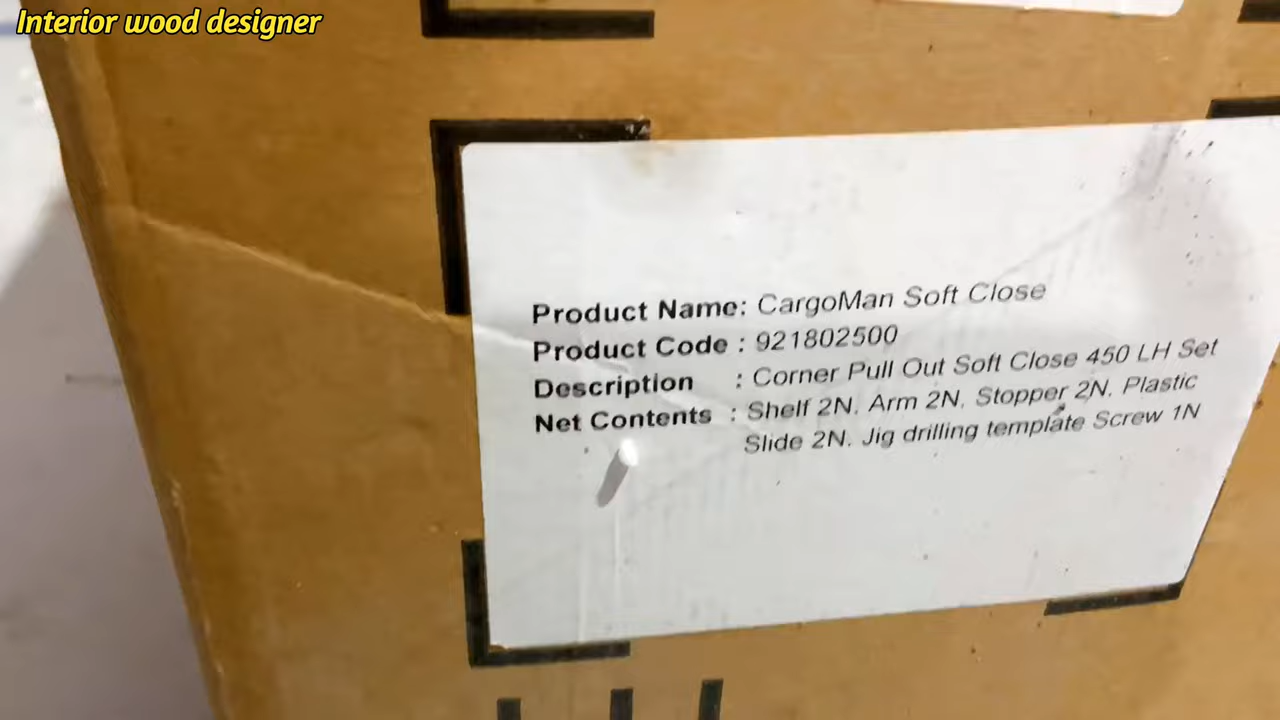 Interior wood designer
Product Name: CargoMan Soft Close
Product Code : 921802500
Description : Corner Pull Out Soft Close 450 LH Set
Net Contents : Shelf 2N. Arm 2N. Stopper 2N. Plastic
Slide 2N. Jig drilling template Screw 1N